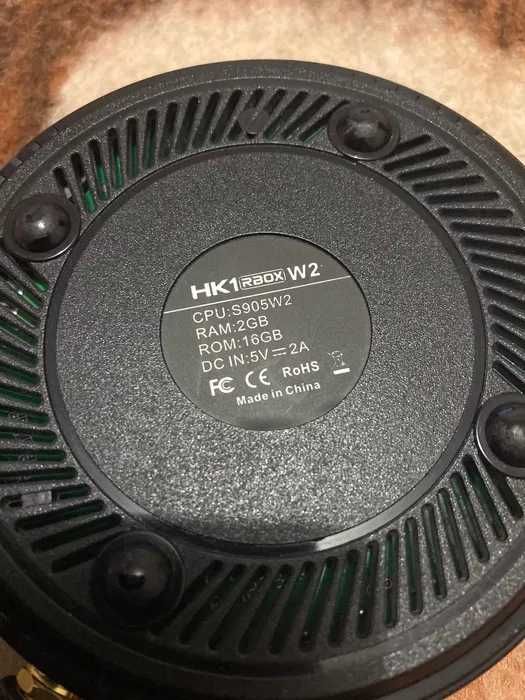 HK1 RBOX W2
CPU:S905W2
RAM:2GB
ROM:16GB
DC IN:5V⎓2A
FC CE RoHS
Made in China